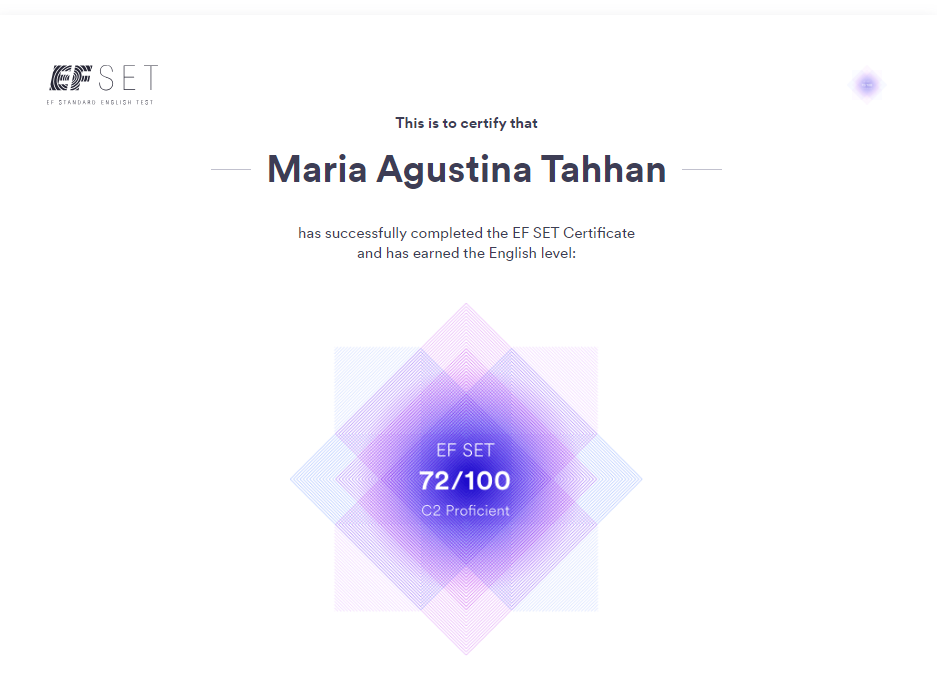 EF SET
EF STANDARD ENGLISH TEST
This is to certify that
Maria Agustina Tahhan
has successfully completed the EF SET Certificate
and has earned the English level:
EF SET
72/100
C2 Proficient